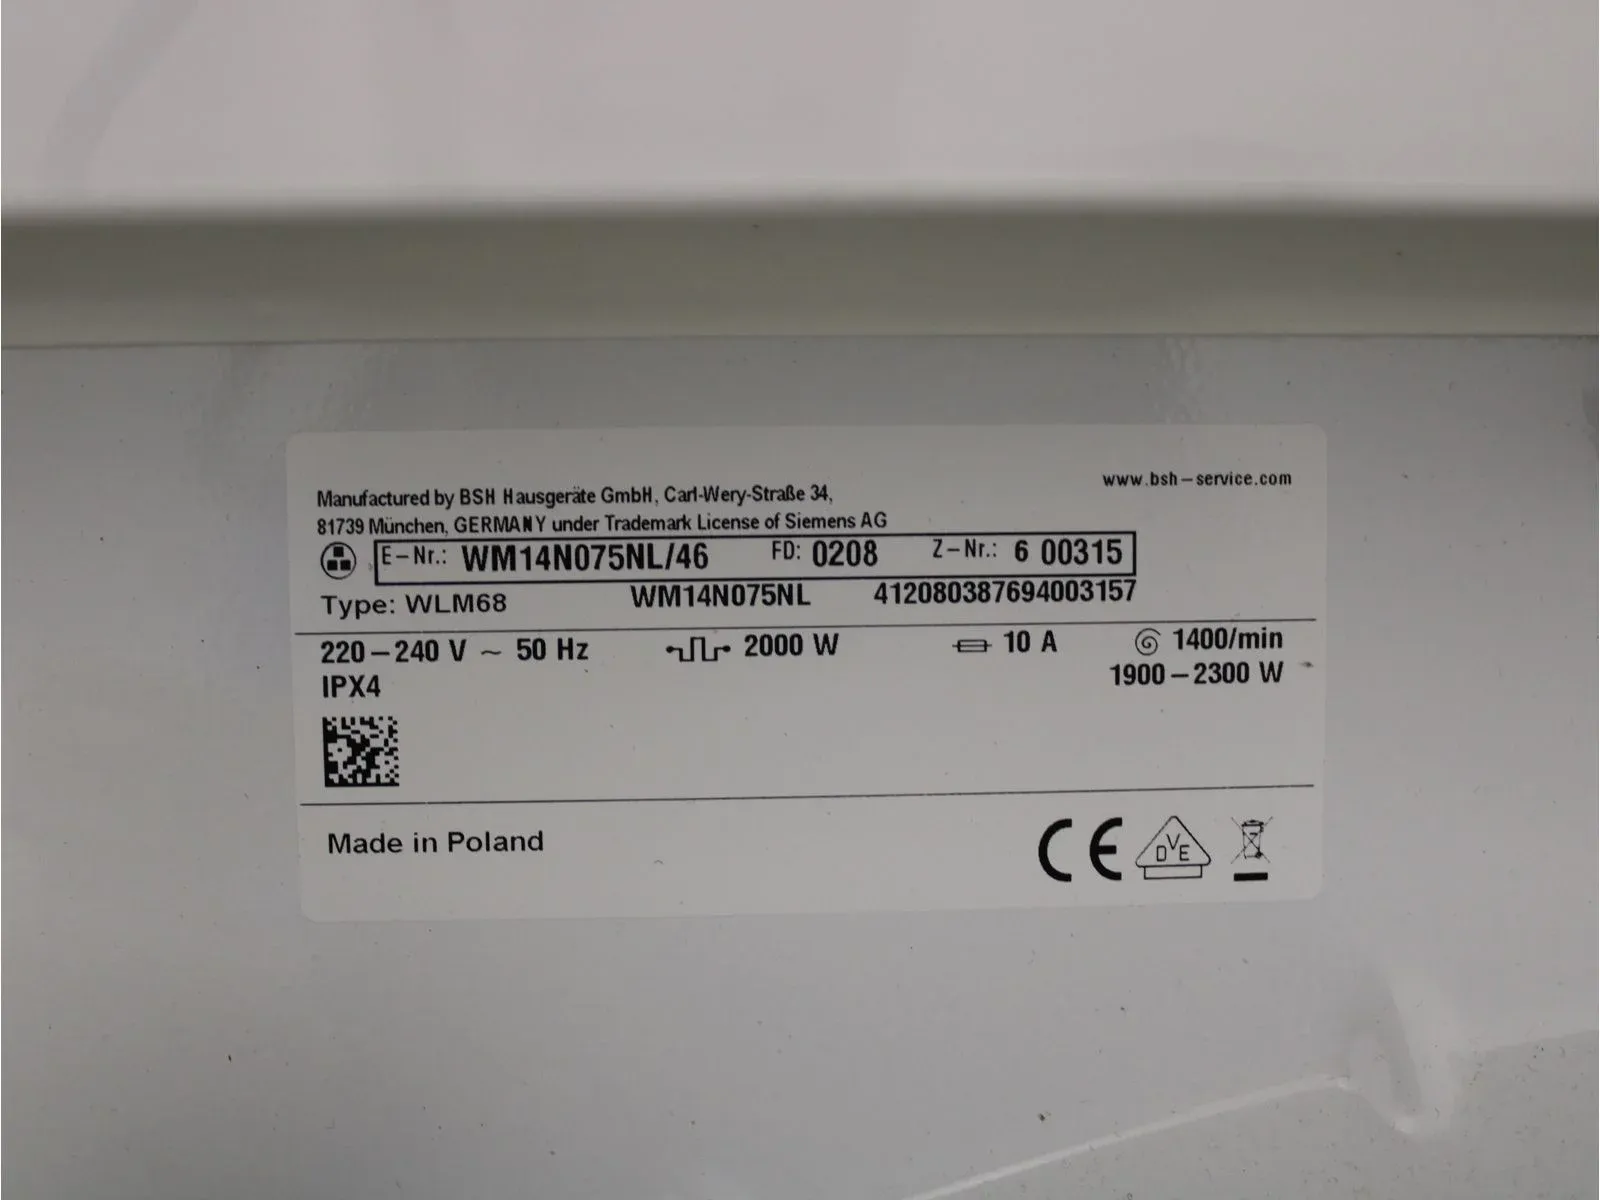 www.bsh-service.com
Manufactured by BSH Hausgeräte GmbH, Carl-Wery-Straße 34,
81739 München, GERMANY under Trademark License of Siemens AG
E-Nr.: WM14N075NL/46 FD: 0208 Z-Nr.: 6 00315
Type: WLM68 WM14N075NL 412080387694003157
220-240 V ~ 50 Hz 2000 W 10 A 1400/min
IPX4 1900-2300 W
Made in Poland CE DVE